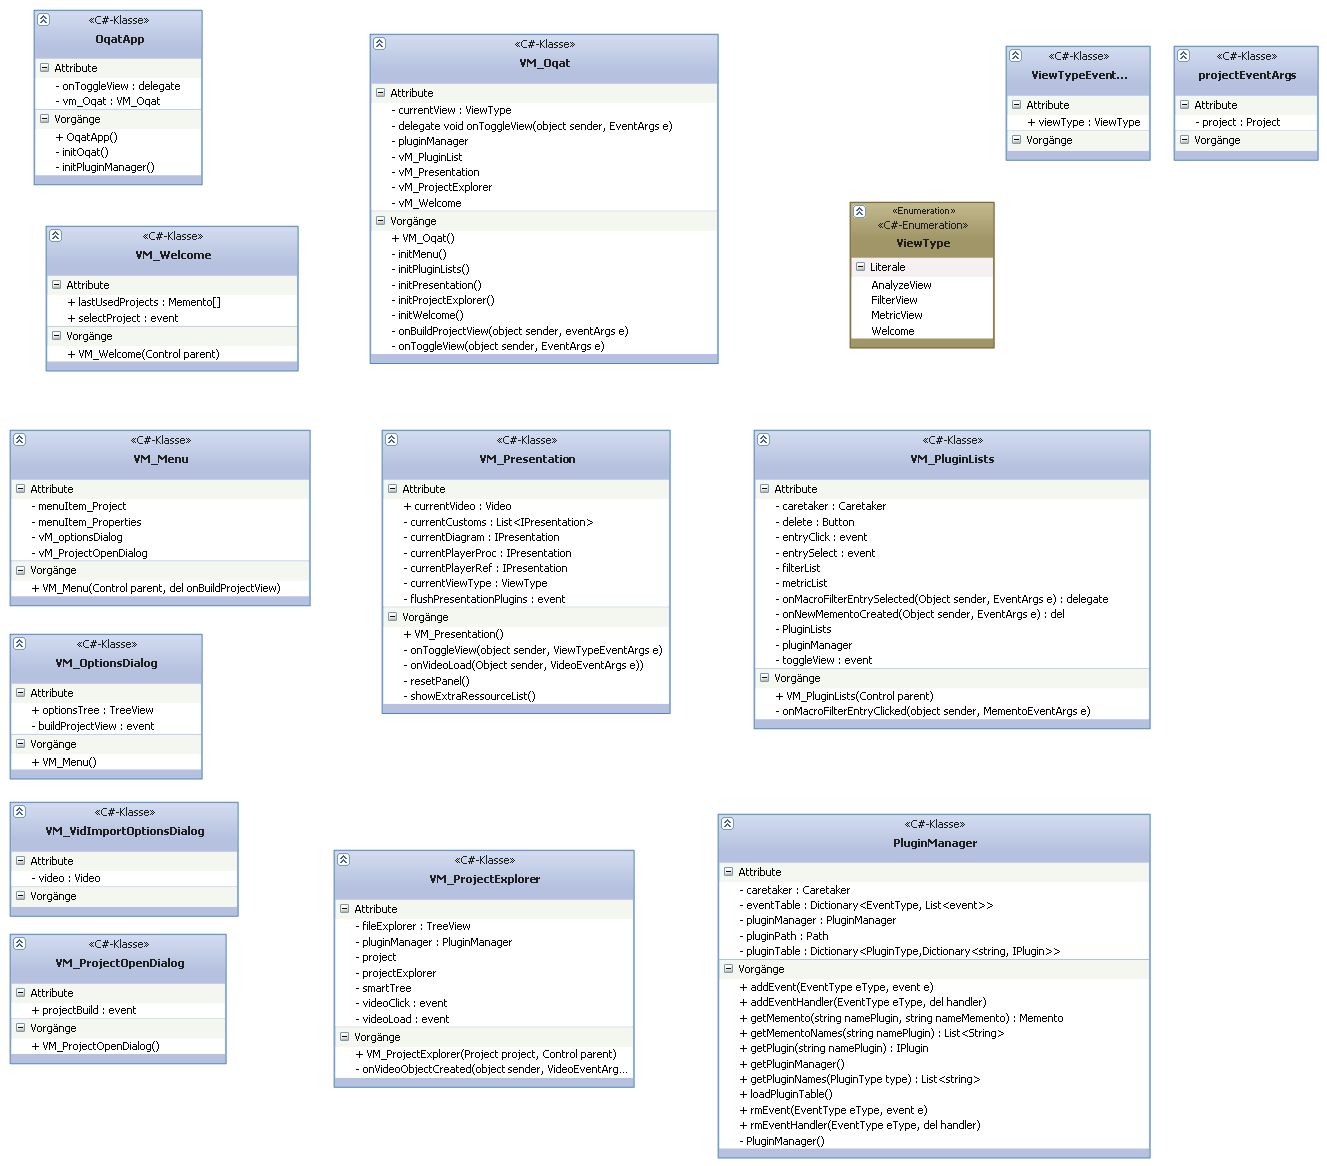 «C#-Klasse»
OqatApp
Attribute
- onToggleView : delegate
- vm_Oqat : VM_Oqat
Vorgänge
+ OqatApp()
- initOqat()
- initPluginManager()
«C#-Klasse»
VM_Oqat
Attribute
- currentView : ViewType
- delegate void onToggleView(object sender, EventArgs e)
- pluginManager
- vM_PluginList
- vM_Presentation
- vM_ProjectExplorer
- vM_Welcome
Vorgänge
+ VM_Oqat()
- initMenu()
- initPluginLists()
- initPresentation()
- initProjectExplorer()
- initWelcome()
- onBuildProjectView(object sender, eventArgs e)
- onToggleView(object sender, EventArgs e)
«C#-Klasse»
ViewTypeEvent...
Attribute
+ viewType : ViewType
Vorgänge
«C#-Klasse»
projectEventArgs
Attribute
- project : Project
Vorgänge
«Enumeration»
«C#-Enumeration»
ViewType
Literale
AnalyzeView
FilterView
MetricView
Welcome
«C#-Klasse»
VM_Welcome
Attribute
+ lastUsedProjects : Memento[]
+ selectProject : event
Vorgänge
+ VM_Welcome(Control parent)
«C#-Klasse»
VM_Menu
Attribute
- menuItem_Project
- menuItem_Properties
- vM_optionsDialog
- vM_ProjectOpenDialog
Vorgänge
+ VM_Menu(Control parent, del onBuildProjectView)
«C#-Klasse»
VM_Presentation
Attribute
+ currentVideo : Video
- currentCustoms : List<IPresentation>
- currentDiagram : IPresentation
- currentPlayerProc : IPresentation
- currentPlayerRef : IPresentation
- currentViewType : ViewType
- flushPresentationPlugins : event
Vorgänge
+ VM_Presentation()
- onToggleView(object sender, ViewTypeEventArgs e)
- onVideoLoad(Object sender, VideoEventArgs e))
- resetPanel()
- showExtraRessourceList()
«C#-Klasse»
VM_PluginLists
Attribute
- caretaker : Caretaker
- delete : Button
- entryClick : event
- entrySelect : event
- filterList
- metricList
- onMacroFilterEntrySelected(Object sender, EventArgs e) : delegate
- onNewMementoCreated(Object sender, EventArgs e) : del
- PluginLists
- pluginManager
- toggleView : event
Vorgänge
+ VM_PluginLists(Control parent)
- onMacroFilterEntryClicked(object sender, MementoEventArgs e)
«C#-Klasse»
VM_OptionsDialog
Attribute
+ optionsTree : TreeView
- buildProjectView : event
Vorgänge
+ VM_Menu()
«C#-Klasse»
VM_VidImportOptionsDialog
Attribute
- video : Video
Vorgänge
«C#-Klasse»
VM_ProjectOpenDialog
Attribute
+ projectBuild : event
Vorgänge
+ VM_ProjectOpenDialog()
«C#-Klasse»
VM_ProjectExplorer
Attribute
- fileExplorer : TreeView
- pluginManager : PluginManager
- project
- projectExplorer
- smartTree
- videoClick : event
- videoLoad : event
Vorgänge
+ VM_ProjectExplorer(Project project, Control parent)
- onVideoObjectCreated(object sender, VideoEventArg...
«C#-Klasse»
PluginManager
Attribute
- caretaker : Caretaker
- eventTable : Dictionary<EventType, List<event>>
- pluginManager : PluginManager
- pluginPath : Path
- pluginTable : Dictionary<PluginType,Dictionary<string, IPlugin>>
Vorgänge
+ addEvent(EventType eType, event e)
+ addEventHandler(EventType eType, del handler)
+ getMemento(string namePlugin, string nameMemento) : Memento
+ getMementoNames(string namePlugin) : List<String>
+ getPlugin(string namePlugin) : IPlugin
+ getPluginManager()
+ getPluginNames(PluginType type) : List<string>
+ loadPluginTable()
+ rmEvent(EventType eType, event e)
+ rmEventHandler(EventType eType, del handler)
- PluginManager()